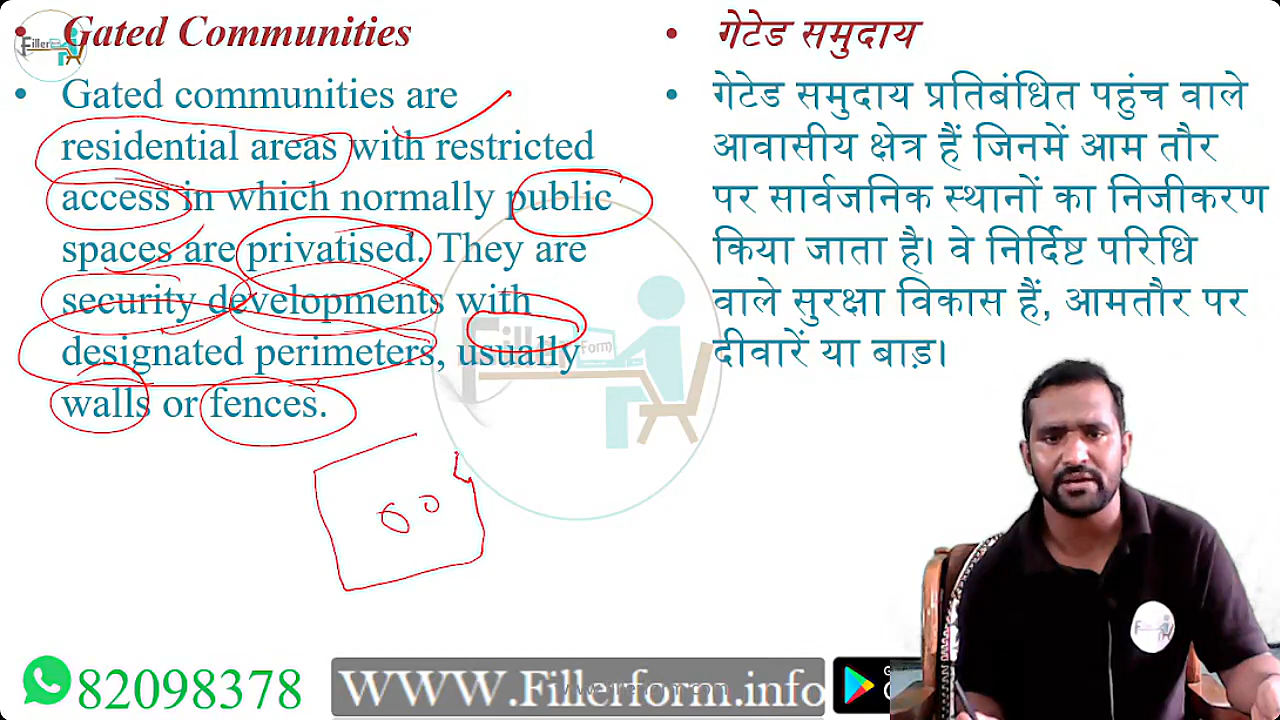 Gated Communities
Gated communities are
residential areas with restricted
access in which normally public
spaces are privatised. They are
security developments with
designated perimeters, usually
walls or fences.
गेटेड समुदाय
गेटेड समुदाय प्रतिबंधित पहुंच वाले
आवासीय क्षेत्र हैं जिनमें आम तौर
पर सार्वजनिक स्थानों का निजीकरण
किया जाता है। वे निर्दिष्ट परिधि
वाले सुरक्षा विकास हैं, आमतौर पर
दीवारें या बाड़।
Filler Form
82098378
www.Fillerform.info